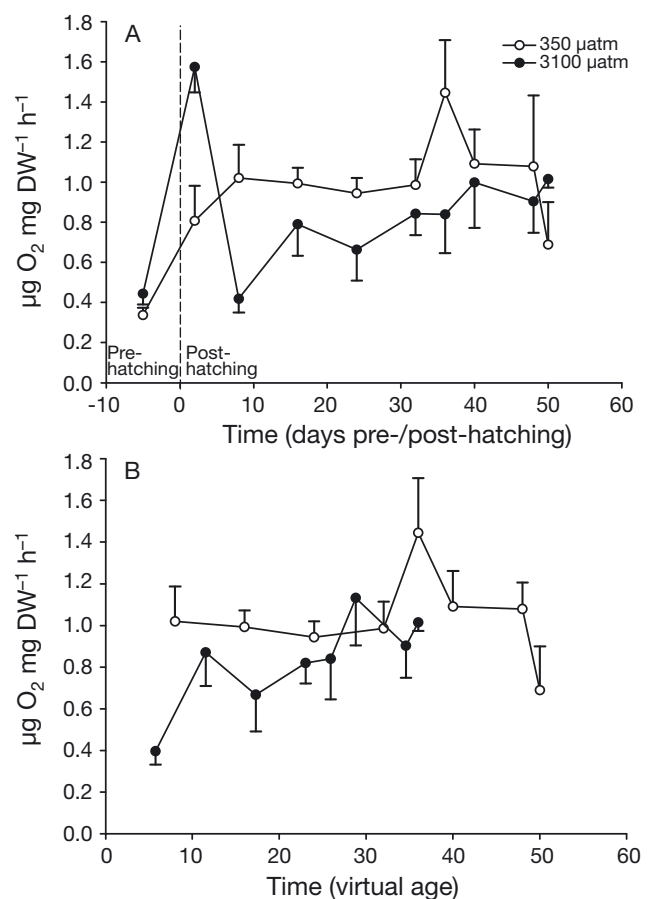 A
350 µatm
3100 µatm
1.8
1.6
1.4
1.2
1.0
0.8
0.6
0.4
0.2
0.0
µg O₂ mg DW⁻¹ h⁻¹
Pre-
hatching
Post-
hatching
-10 0 10 20 30 40 50 60
Time (days pre-/post-hatching)
B
1.8
1.6
1.4
1.2
1.0
0.8
0.6
0.4
0.2
0.0
µg O₂ mg DW⁻¹ h⁻¹
0 10 20 30 40 50 60
Time (virtual age)